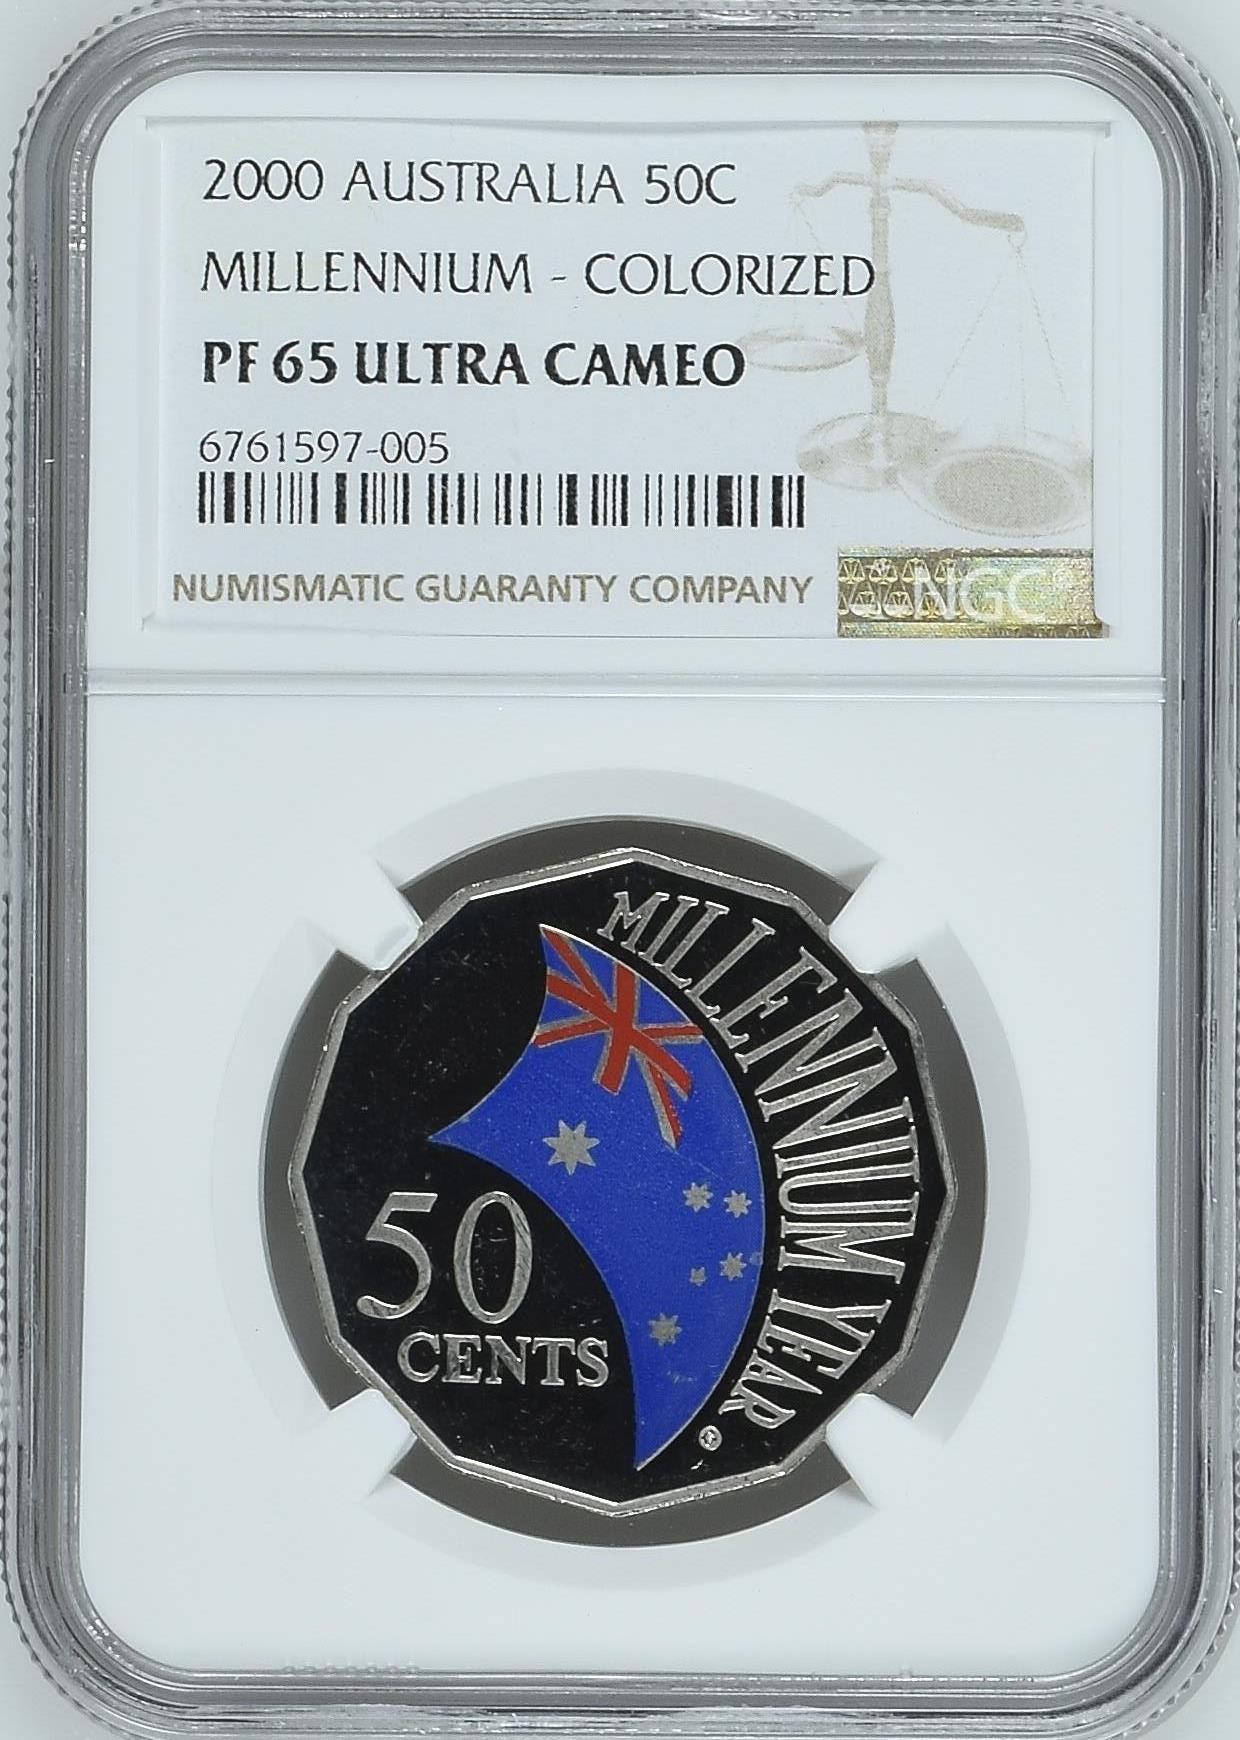 2000 AUSTRALIA 50C
MILLENNIUM - COLORIZED
PF 65 ULTRA CAMEO
6761597-005
NUMISMATIC GUARANTY COMPANY
NGC
MILLENNIUM YEAR
50
CENTS